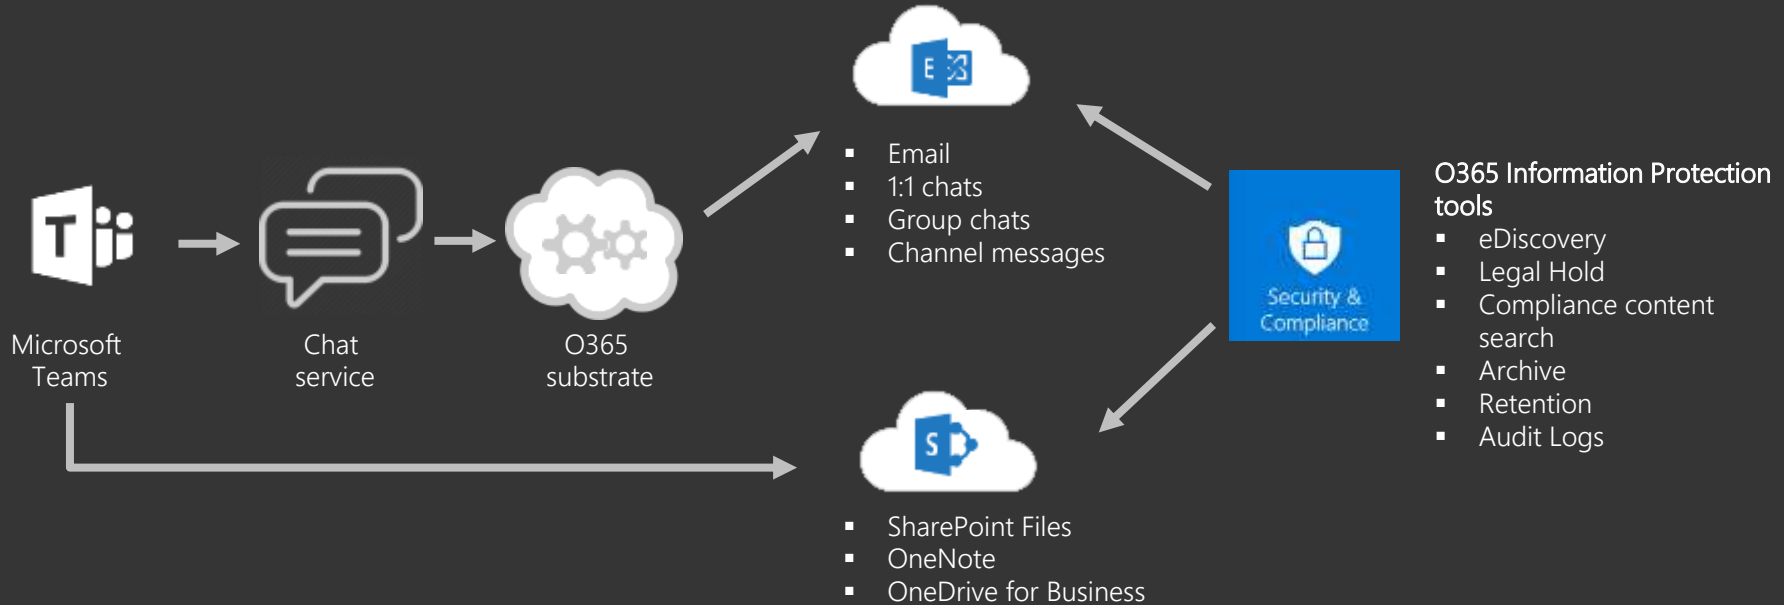 E
▪ Email
▪ 1:1 chats
▪ Group chats
▪ Channel messages
T
Microsoft
Teams
Chat
service
O365
substrate
Security &
Compliance
O365 Information Protection
tools
▪ eDiscovery
▪ Legal Hold
▪ Compliance content
search
▪ Archive
▪ Retention
▪ Audit Logs
S
▪ SharePoint Files
▪ OneNote
▪ OneDrive for Business